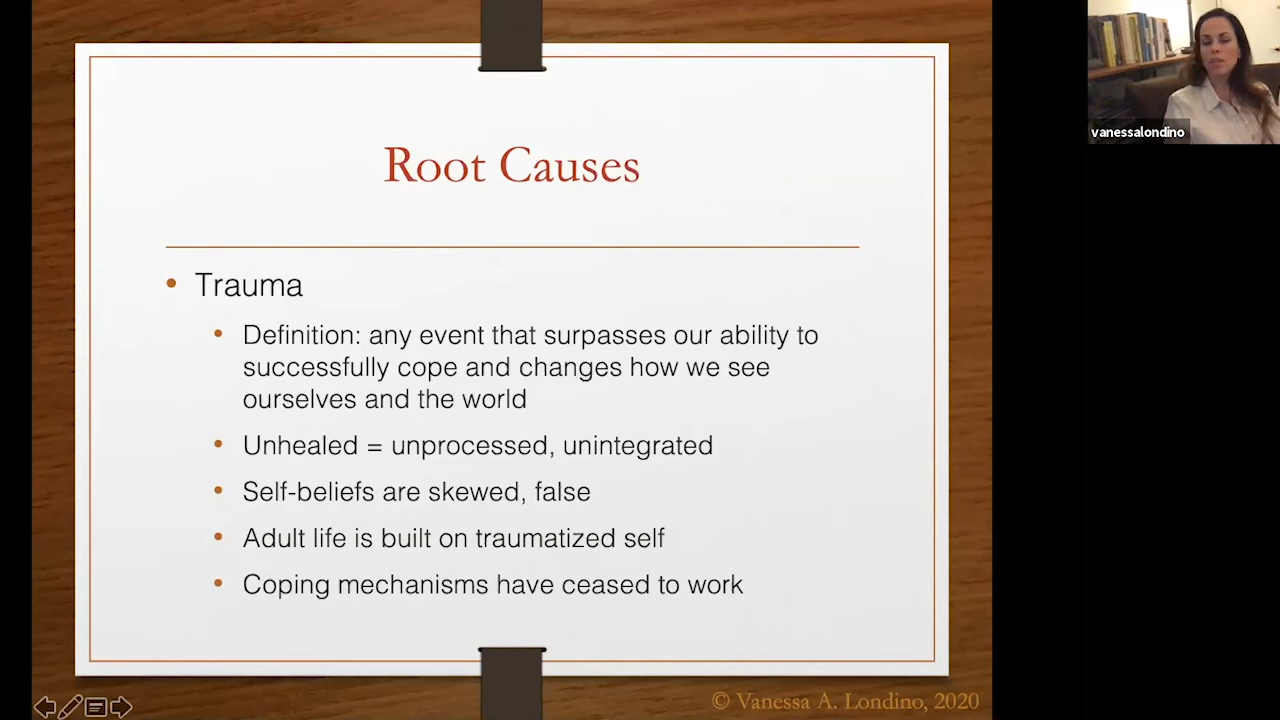 Root Causes
Trauma
Definition: any event that surpasses our ability to
successfully cope and changes how we see
ourselves and the world
Unhealed = unprocessed, unintegrated
Self-beliefs are skewed, false
Adult life is built on traumatized self
Coping mechanisms have ceased to work
© Vanessa A. Londino, 2020
vanessalondino